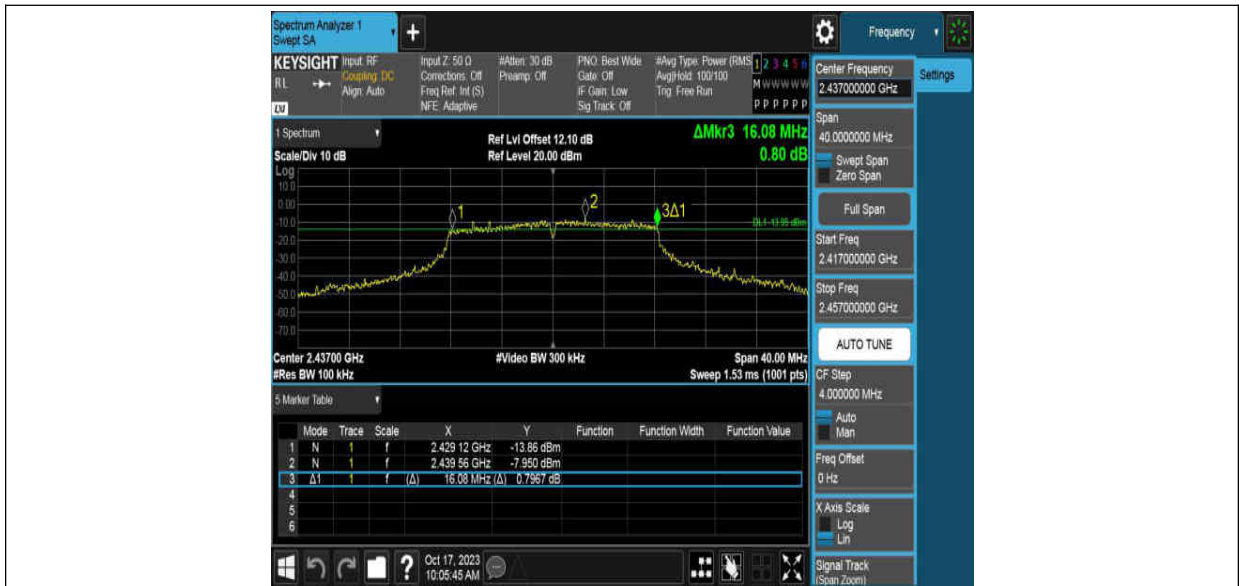 Spectrum Analyzer 1
Swept SA
+
Frequency
KEYSIGHT
RL
LXI
Input: RF
Coupling: DC
Align: Auto
Input Z: 50 Ω
Corrections: Off
Freq Ref: Int (S)
NFE: Adaptive
#Atten: 30 dB
Preamp: Off
PNO: Best Wide
Gate: Off
IF Gain: Low
Sig Track: Off
#Avg Type: Power (RMS
Avg|Hold: 100/100
Trig: Free Run
1 2 3 4 5 6
M W W W W W
P P P P P P
Center Frequency
2.437000000 GHz
Settings
Span
40.0000000 MHz
Swept Span
Zero Span
Full Span
Start Freq
2.417000000 GHz
Stop Freq
2.457000000 GHz
AUTO TUNE
CF Step
4.000000 MHz
Auto
Man
Freq Offset
0 Hz
X Axis Scale
Log
Lin
Signal Track
(Span Zoom)
1 Spectrum
Scale/Div 10 dB
Ref Lvl Offset 12.10 dB
Ref Level 20.00 dBm
ΔMkr3 16.08 MHz
0.80 dB
Log
10.0
0.00
-10.0
-20.0
-30.0
-40.0
-50.0
-60.0
-70.0
1
2
3Δ1
DL1 -13.95 dBm
Center 2.43700 GHz
#Video BW 300 kHz
Span 40.00 MHz
#Res BW 100 kHz
Sweep 1.53 ms (1001 pts)
5 Marker Table
Mode Trace Scale X Y Function Function Width Function Value
1 N 1 f 2.429 12 GHz -13.86 dBm
2 N 1 f 2.439 56 GHz -7.950 dBm
3 Δ1 1 f (Δ) 16.08 MHz (Δ) 0.7967 dB
4
5
6
?
Oct 17, 2023
10:05:45 AM